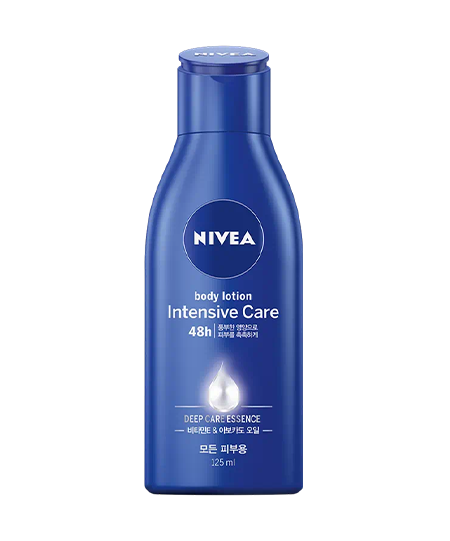 NIVEA
body lotion
Intensive Care
48h
풍부한 영양으로
피부를 촉촉하게
DEEP CARE ESSENCE
비타민E & 아보카도 오일
모든 피부용
125 ml